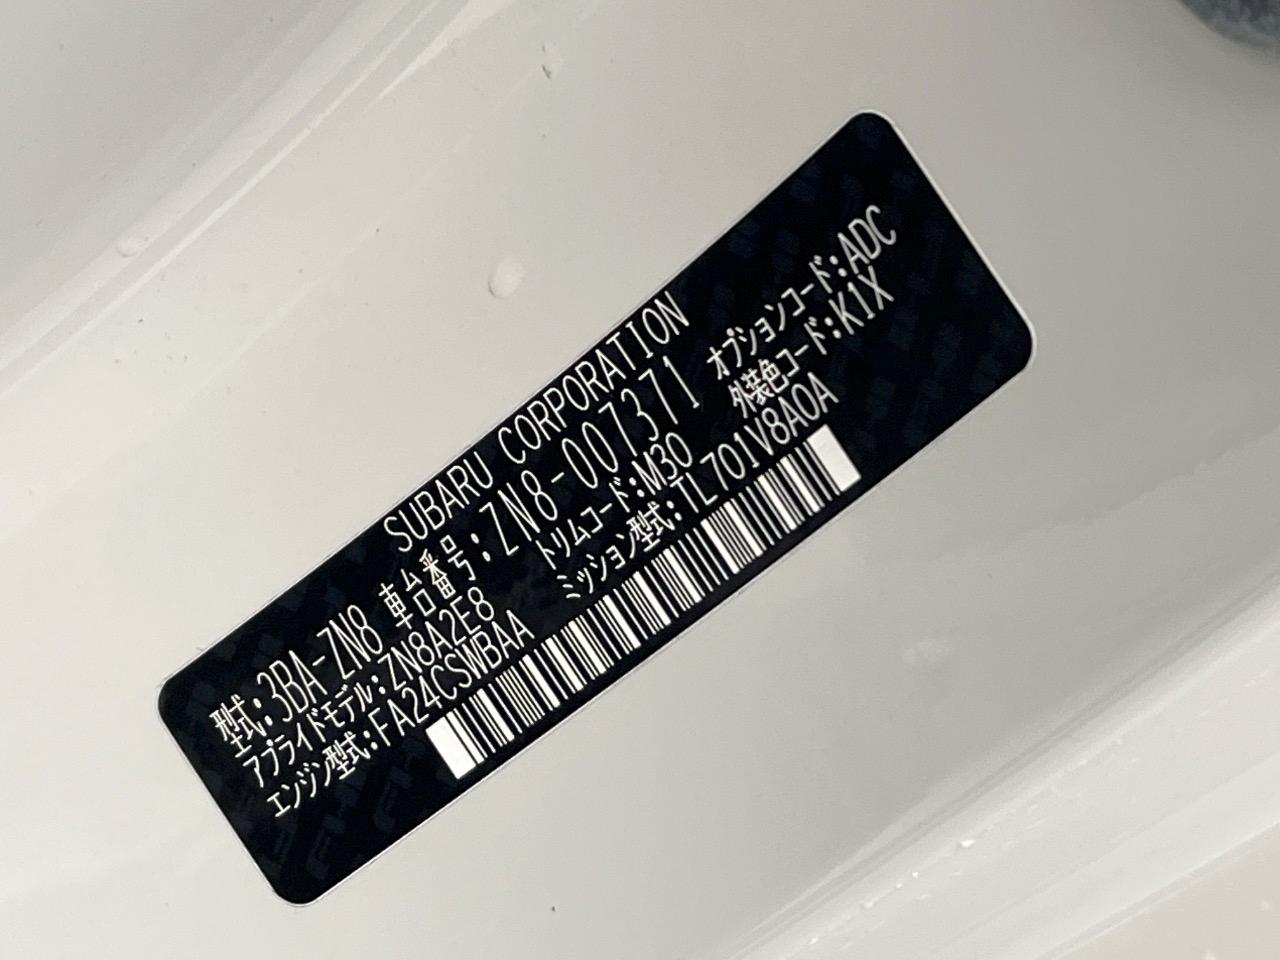 SUBARU CORPORATION
型式:3BA-ZN8 車台番号:ZN8-007371
アプライドモデル:ZN8A2E8 トリムコード:M30 オプションコード:ADC
エンジン型式:FA24CSWBAA ミッション型式:TL701V8A0A 外装色コード:K1X